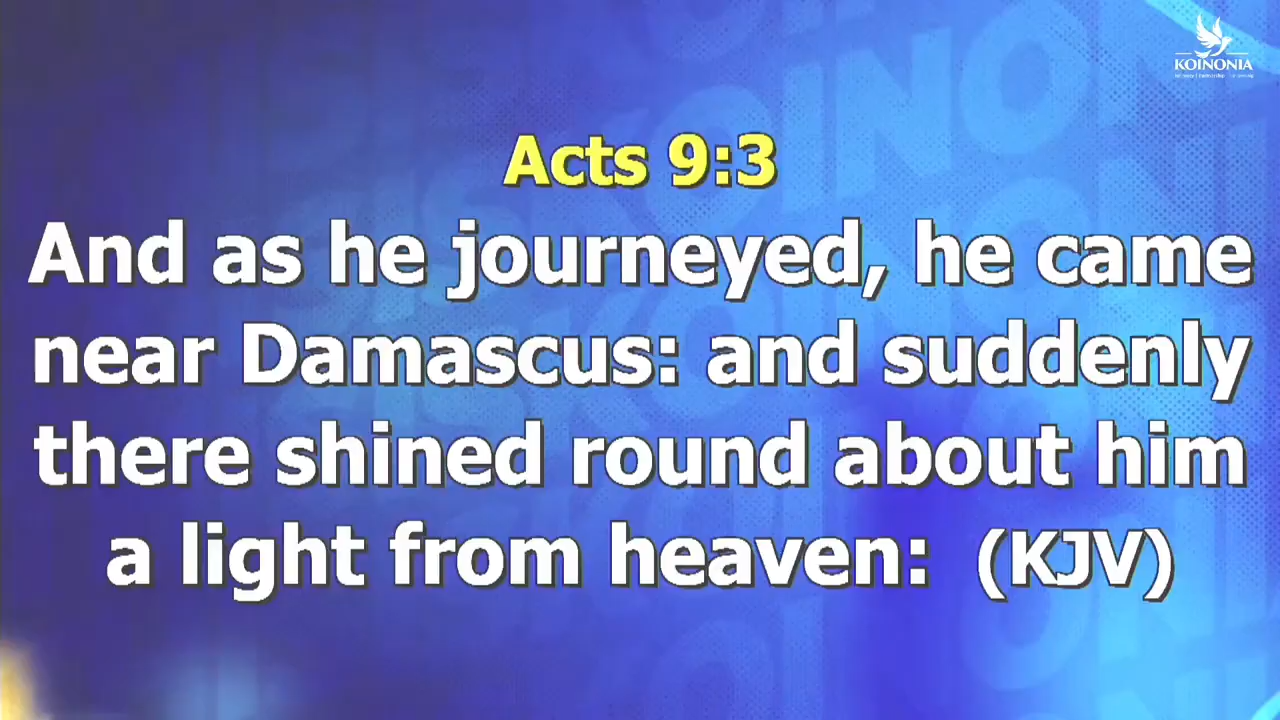 KOINONIA
Acts 9:3
And as he journeyed, he came
near Damascus: and suddenly
there shined round about him
a light from heaven: (KJV)